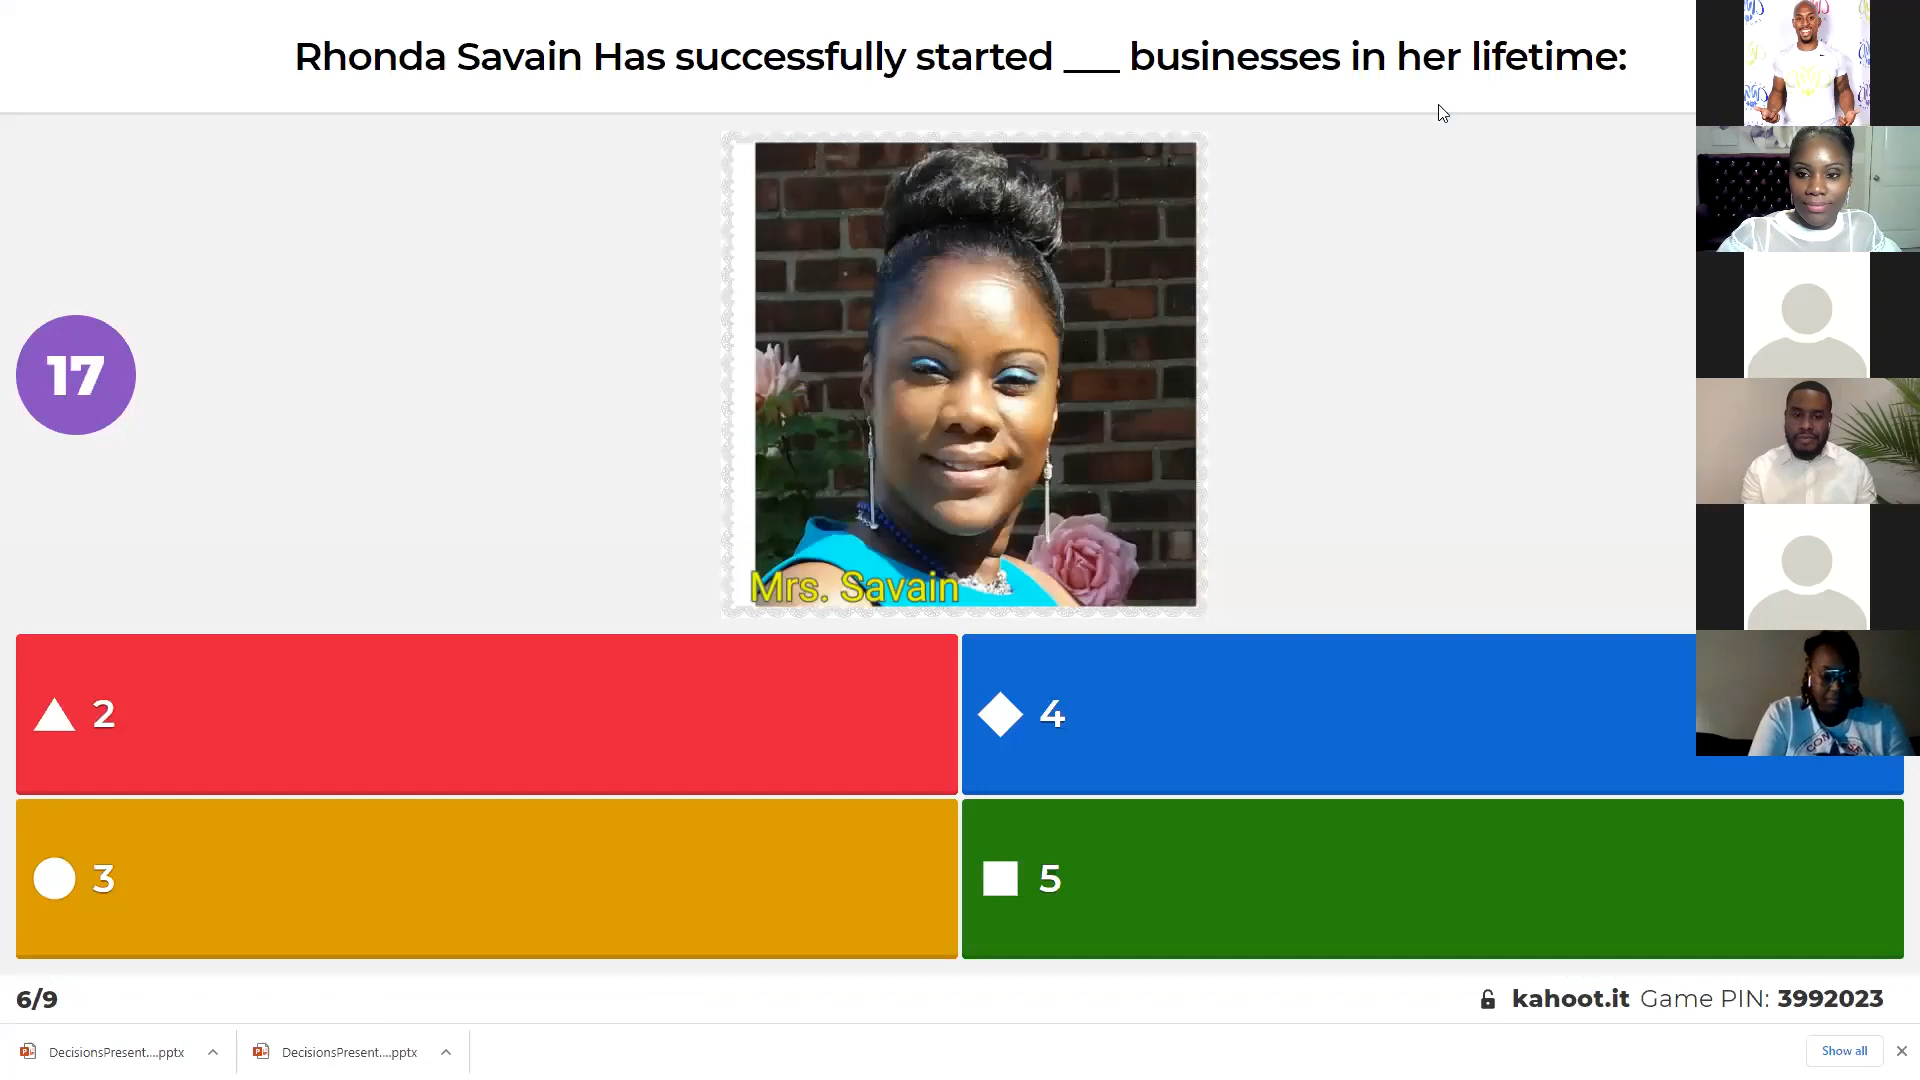 Rhonda Savain Has successfully started ___ businesses in her lifetime:
17
Mrs. Savain
2
4
3
5
6/9
kahoot.it Game PIN: 3992023
DecisionsPresent....pptx
DecisionsPresent....pptx
Show all